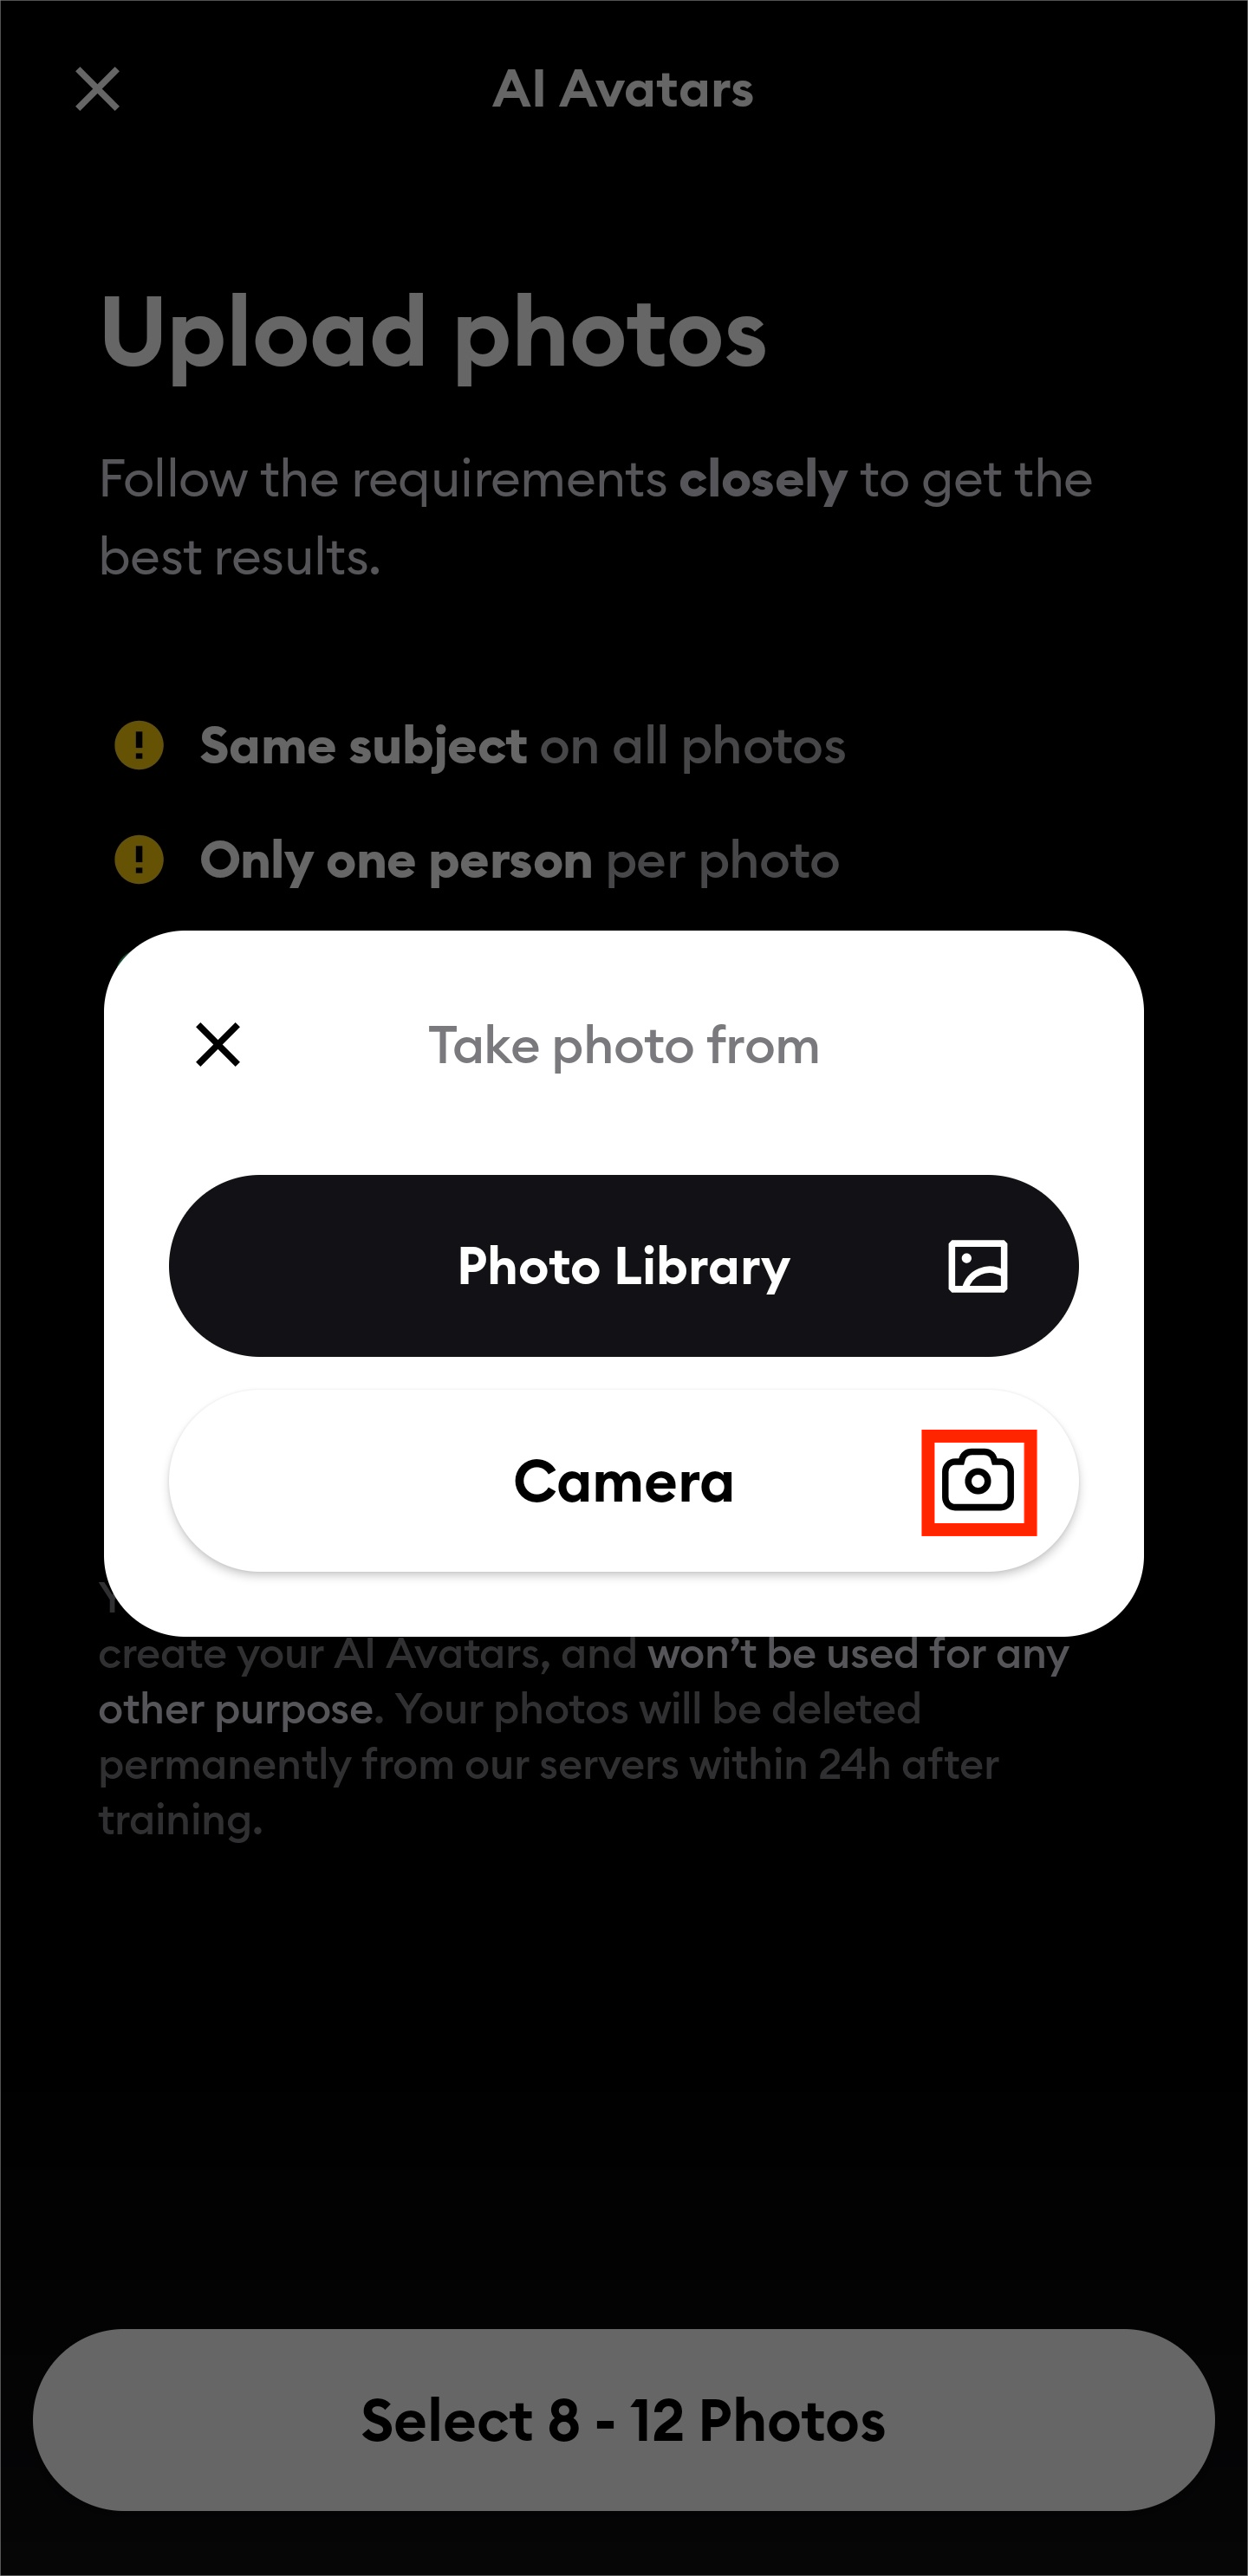 AI Avatars
Upload photos
Follow the requirements closely to get the
best results.
Same subject on all photos
Only one person per photo
Take photo from
Photo Library
Camera
create your AI Avatars, and won’t be used for any
other purpose. Your photos will be deleted
permanently from our servers within 24h after
training.
Select 8 - 12 Photos